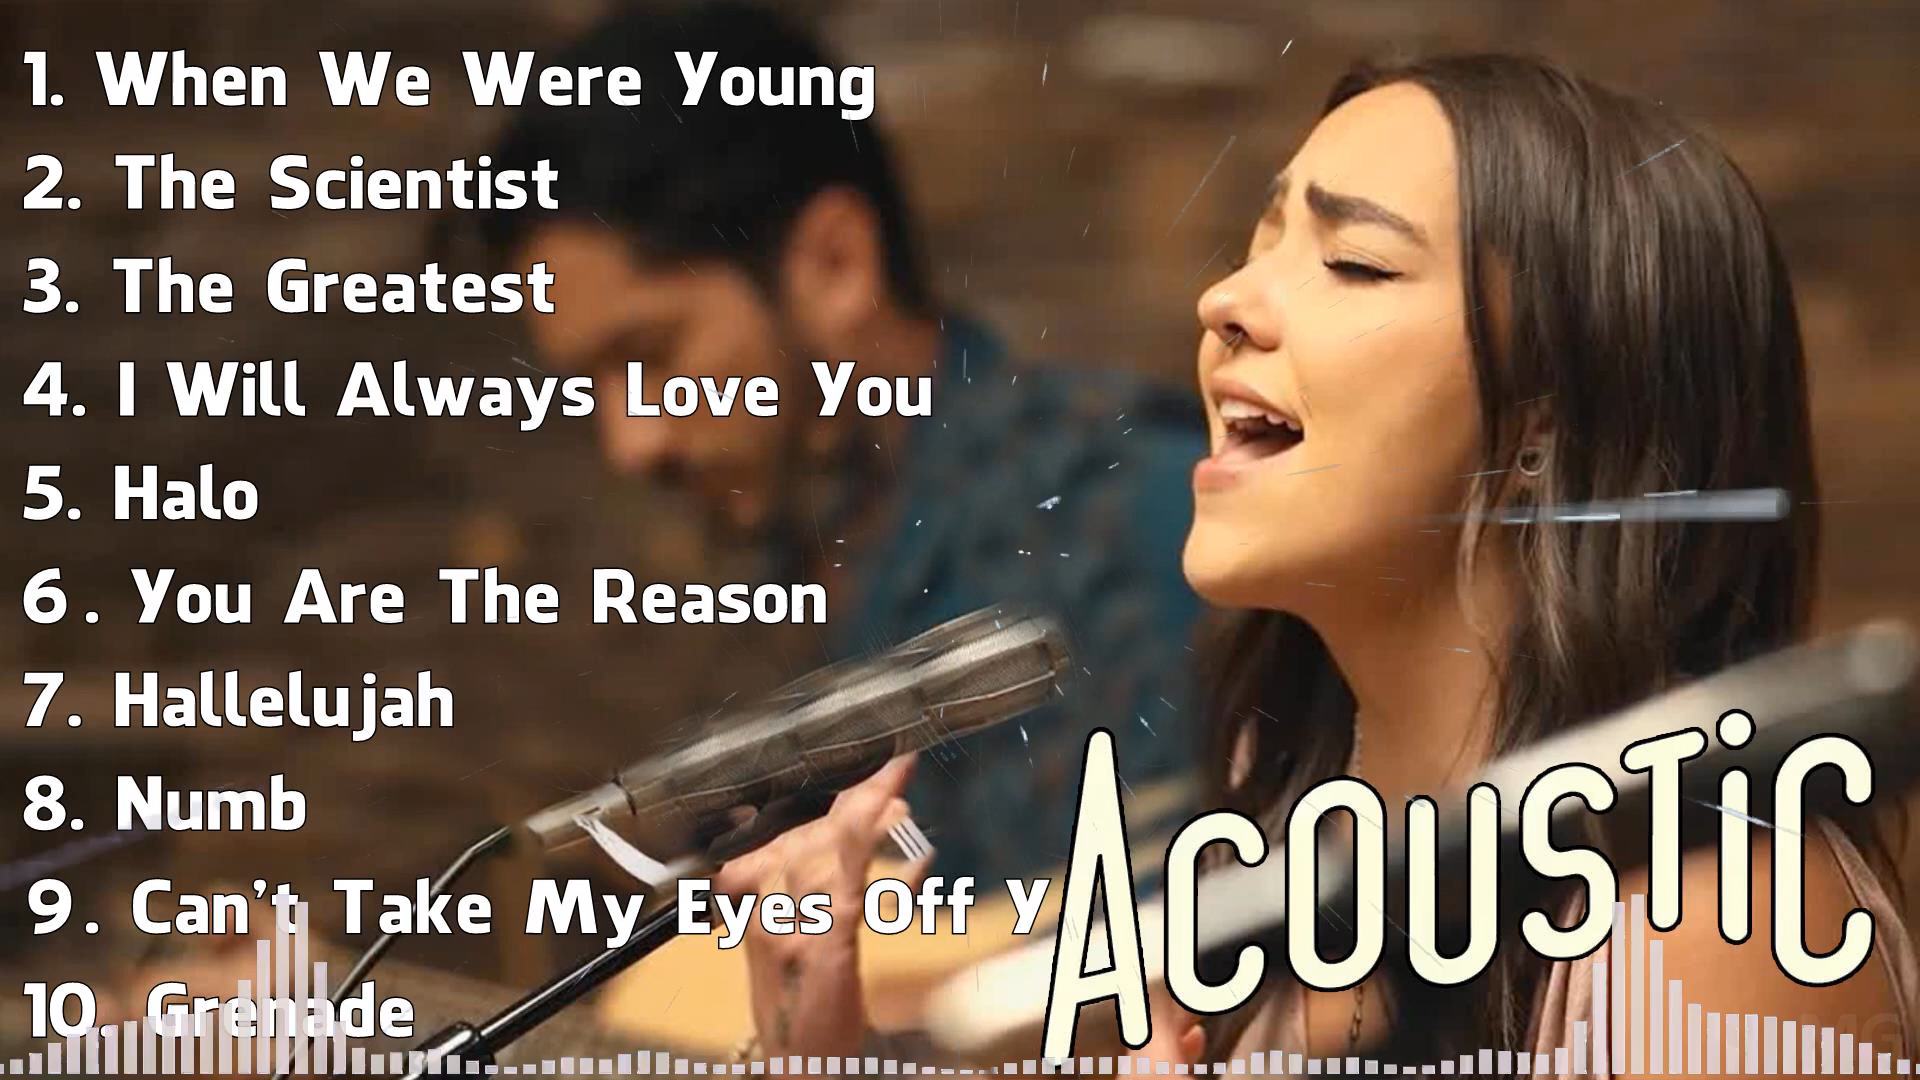 1. When We Were Young
2. The Scientist
3. The Greatest
4. I Will Always Love You
5. Halo
6. You Are The Reason
7. Hallelujah
8. Numb
9. Can't Take My Eyes Off Y
10. Grenade
Acoustic